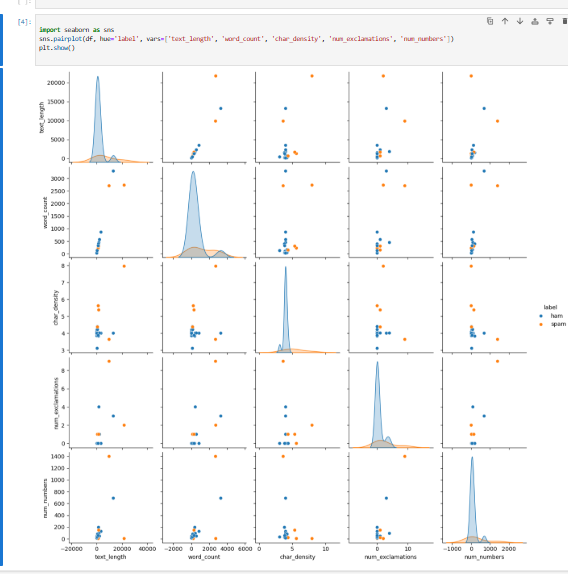 [ ]:
[4]:
import seaborn as sns
sns.pairplot(df, hue='label', vars=['text_length', 'word_count', 'char_density', 'num_exclamations', 'num_numbers'])
plt.show()
20000
15000
10000
5000
0
text_length
3000
2500
2000
1500
1000
500
0
word_count
8
7
6
5
4
3
char_density
label
ham
spam
8
6
4
2
0
num_exclamations
1400
1200
1000
800
600
400
200
0
num_numbers
−20000 0 20000 40000 −2000 0 2000 4000 6000 0 5 10 0 10 −1000 0 1000 2000
text_length word_count char_density num_exclamations num_numbers